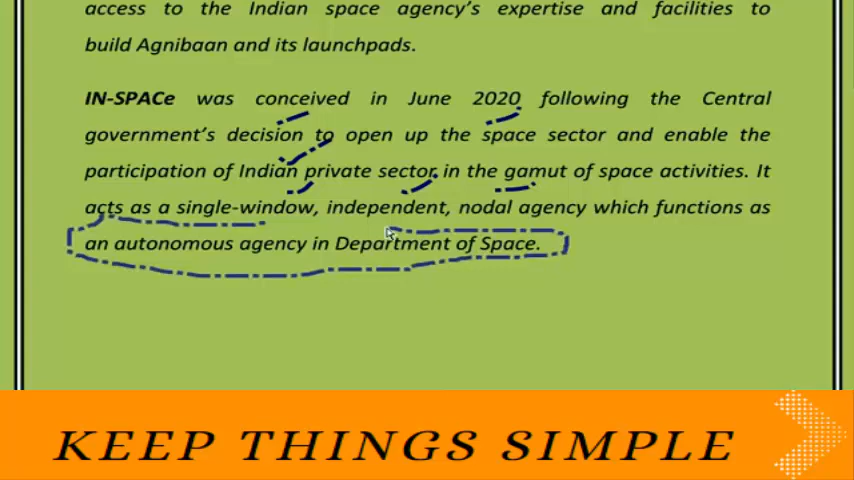 access to the Indian space agency's expertise and facilities to
build Agnibaan and its launchpads.
IN-SPACe was conceived in June 2020 following the Central
government's decision to open up the space sector and enable the
participation of Indian private sector in the gamut of space activities. It
acts as a single-window, independent, nodal agency which functions as
an autonomous agency in Department of Space.
KEEP THINGS SIMPLE